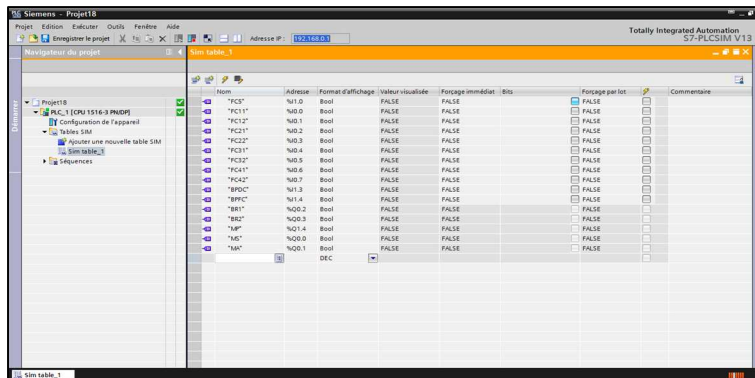 Siemens - Projet18
Projet Edition Exécuter Outils Fenêtre Aide
Totally Integrated Automation
S7-PLCSIM V13
Enregistrer le projet Adresse IP : 192.168.0.1
Navigateur du projet
Sim table_1
Démarrer
Projet18
PLC_1 [CPU 1516-3 PN/DP]
Configuration de l'appareil
Tables SIM
Ajouter une nouvelle table SIM
Sim table_1
Séquences
Nom Adresse Format d'affichage Valeur visualisée Forçage immédiat Bits Forçage par lot Commentaire
"FCS" %I1.0 Bool FALSE FALSE FALSE
"FC11" %I0.0 Bool FALSE FALSE FALSE
"FC12" %I0.1 Bool FALSE FALSE FALSE
"FC21" %I0.2 Bool FALSE FALSE FALSE
"FC22" %I0.3 Bool FALSE FALSE FALSE
"FC31" %I0.4 Bool FALSE FALSE FALSE
"FC32" %I0.5 Bool FALSE FALSE FALSE
"FC41" %I0.6 Bool FALSE FALSE FALSE
"FC42" %I0.7 Bool FALSE FALSE FALSE
"BPDC" %I1.3 Bool FALSE FALSE FALSE
"BPFC" %I1.4 Bool FALSE FALSE FALSE
"BR1" %Q0.2 Bool FALSE FALSE FALSE
"BR2" %Q0.3 Bool FALSE FALSE FALSE
"MP" %Q1.4 Bool FALSE FALSE FALSE
"MS" %Q0.0 Bool FALSE FALSE FALSE
"MA" %Q0.1 Bool FALSE FALSE FALSE
DEC
Sim table_1